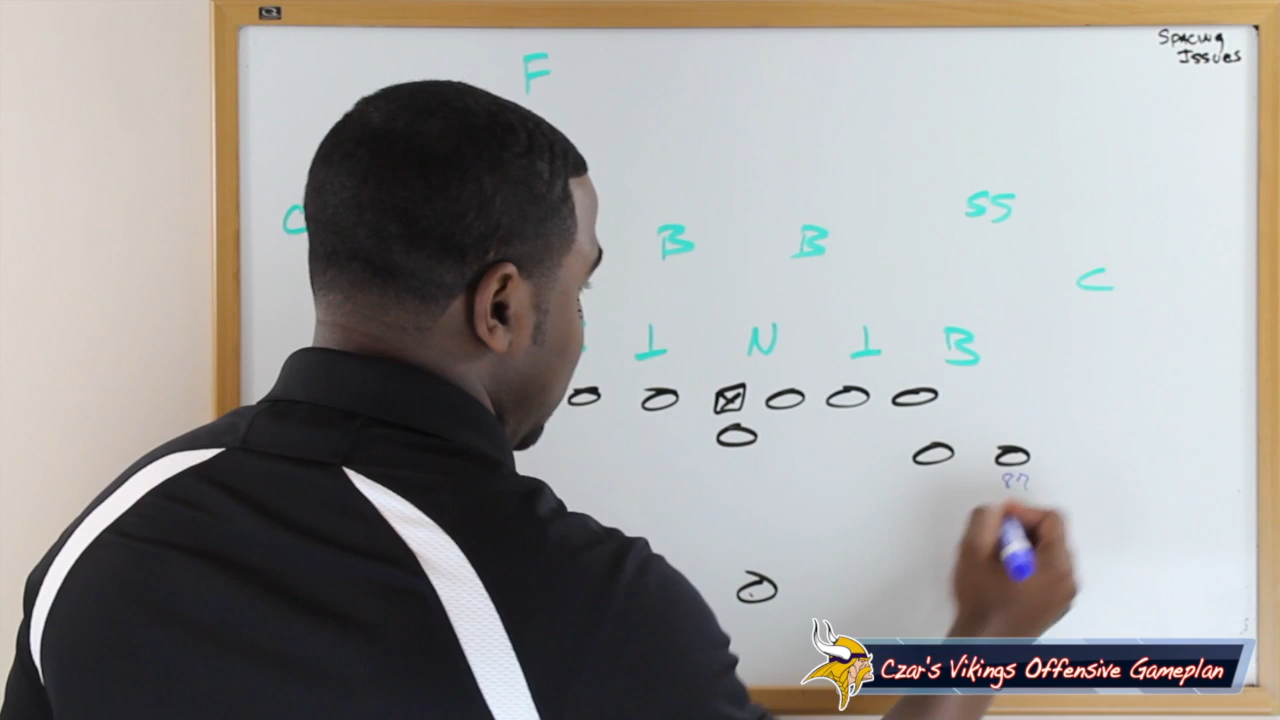 Spacing
Issues
F
C
B B
SS
C
T N T B
X
87
Czar's Vikings Offensive Gameplan